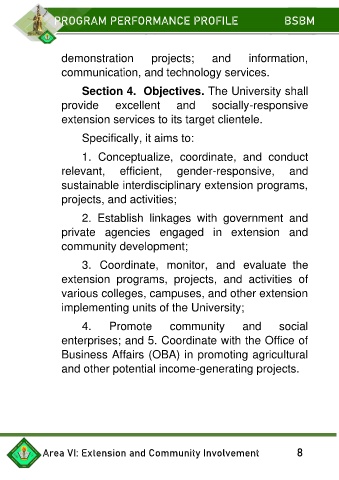 PROGRAM PERFORMANCE PROFILE BSBM
demonstration projects; and information,
communication, and technology services.
Section 4. Objectives. The University shall
provide excellent and socially-responsive
extension services to its target clientele.
Specifically, it aims to:
1. Conceptualize, coordinate, and conduct
relevant, efficient, gender-responsive, and
sustainable interdisciplinary extension programs,
projects, and activities;
2. Establish linkages with government and
private agencies engaged in extension and
community development;
3. Coordinate, monitor, and evaluate the
extension programs, projects, and activities of
various colleges, campuses, and other extension
implementing units of the University;
4. Promote community and social
enterprises; and 5. Coordinate with the Office of
Business Affairs (OBA) in promoting agricultural
and other potential income-generating projects.
Area VI: Extension and Community Involvement 8